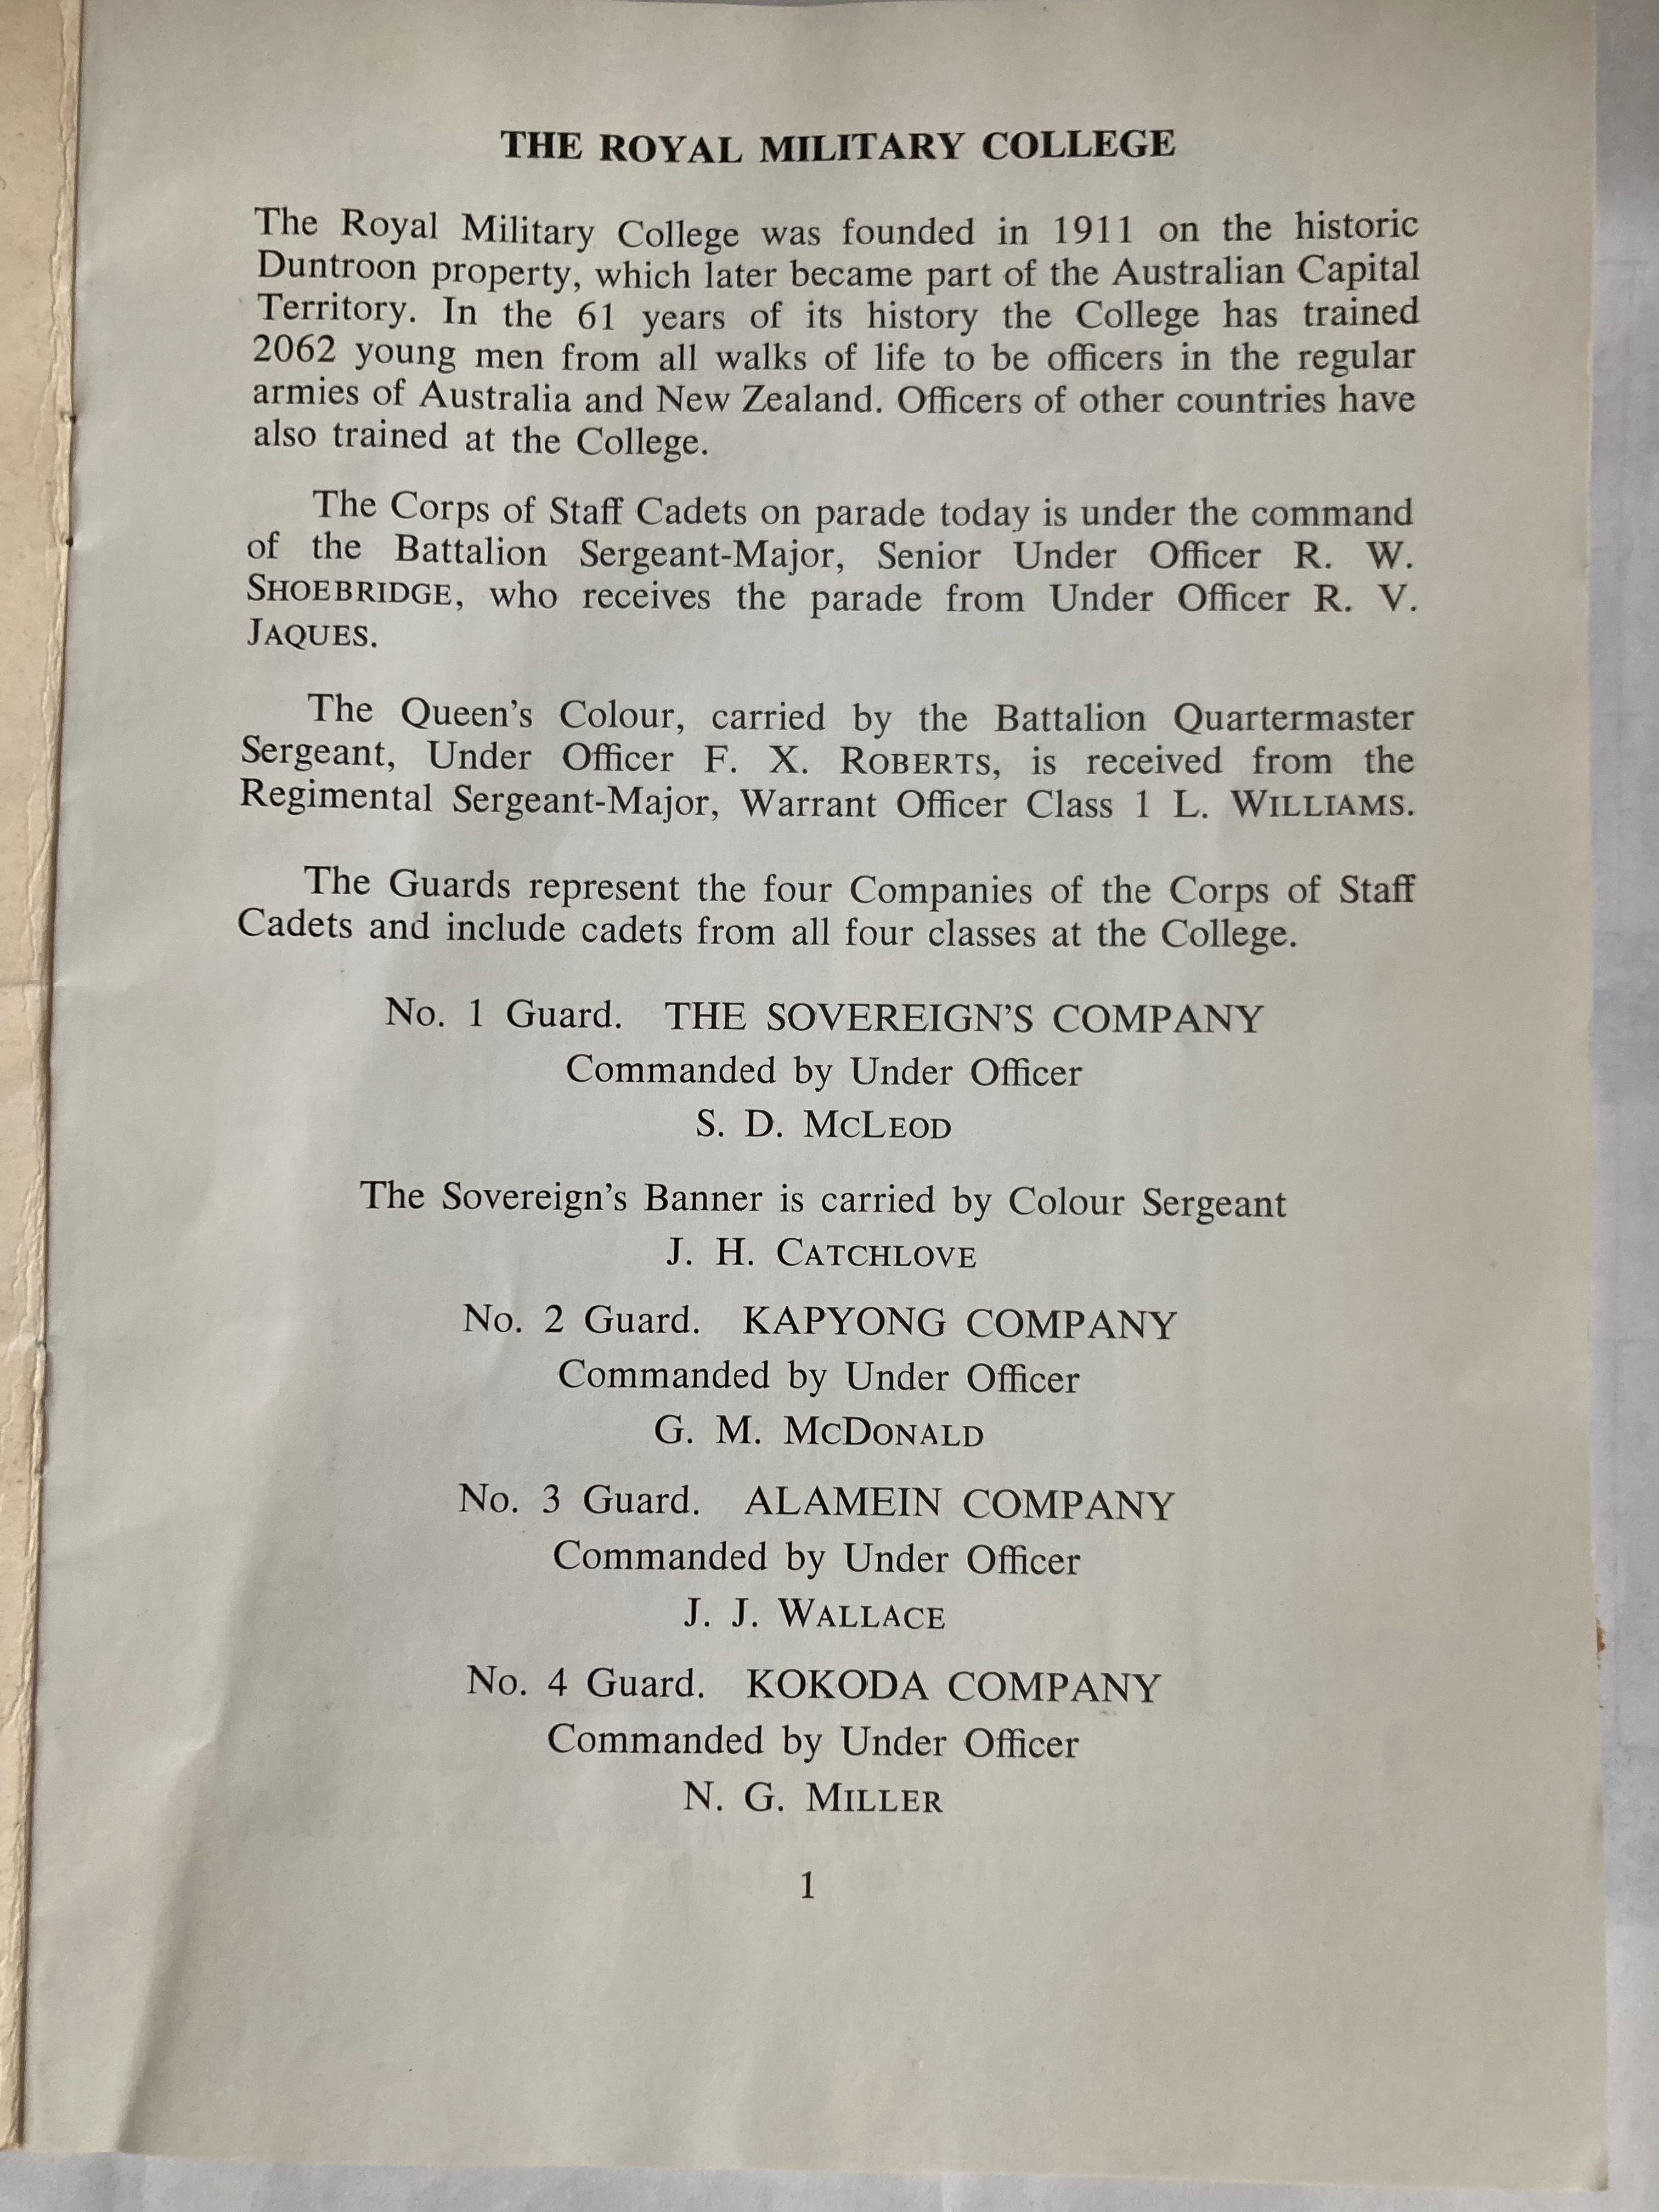 THE ROYAL MILITARY COLLEGE
The Royal Military College was founded in 1911 on the historic
Duntroon property, which later became part of the Australian Capital
Territory. In the 61 years of its history the College has trained
2062 young men from all walks of life to be officers in the regular
armies of Australia and New Zealand. Officers of other countries have
also trained at the College.
The Corps of Staff Cadets on parade today is under the command
of the Battalion Sergeant-Major, Senior Under Officer R. W.
SHOEBRIDGE, who receives the parade from Under Officer R. V.
JAQUES.
The Queen's Colour, carried by the Battalion Quartermaster
Sergeant, Under Officer F. X. ROBERTS, is received from the
Regimental Sergeant-Major, Warrant Officer Class 1 L. WILLIAMS.
The Guards represent the four Companies of the Corps of Staff
Cadets and include cadets from all four classes at the College.
No. 1 Guard. THE SOVEREIGN'S COMPANY
Commanded by Under Officer
S. D. MCLEOD
The Sovereign's Banner is carried by Colour Sergeant
J. H. CATCHLOVE
No. 2 Guard. KAPYONG COMPANY
Commanded by Under Officer
G. M. MCDONALD
No. 3 Guard. ALAMEIN COMPANY
Commanded by Under Officer
J. J. WALLACE
No. 4 Guard. KOKODA COMPANY
Commanded by Under Officer
N. G. MILLER
1